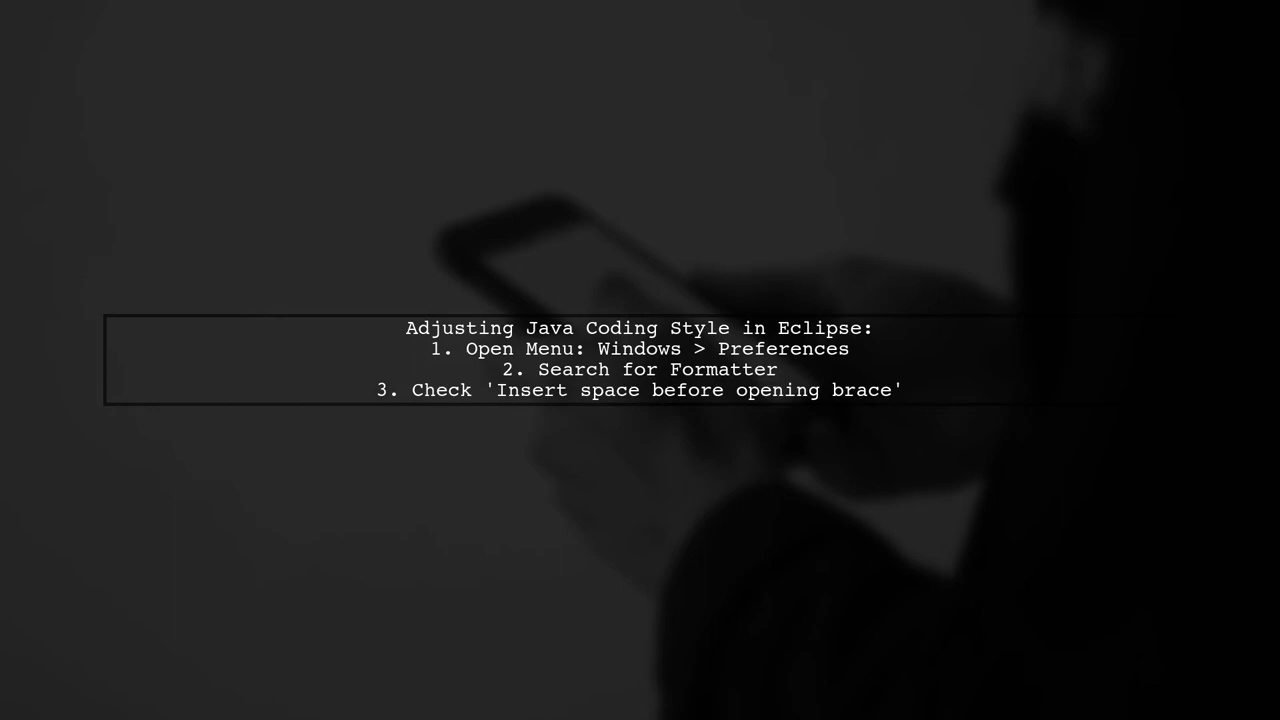 Adjusting Java Coding Style in Eclipse:
1. Open Menu: Windows > Preferences
2. Search for Formatter
3. Check 'Insert space before opening brace'